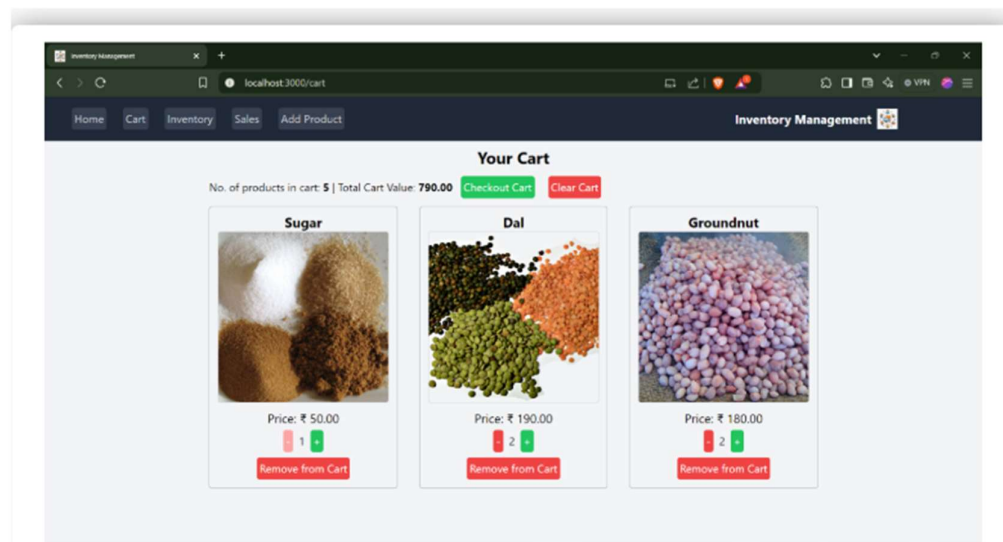 Inventory Management
localhost:3000/cart
VPN
Home Cart Inventory Sales Add Product Inventory Management
Your Cart
No. of products in cart: 5 | Total Cart Value: 790.00 Checkout Cart Clear Cart
Sugar Dal Groundnut
Price: ₹ 50.00 Price: ₹ 190.00 Price: ₹ 180.00
- 1 + - 2 + - 2 +
Remove from Cart Remove from Cart Remove from Cart